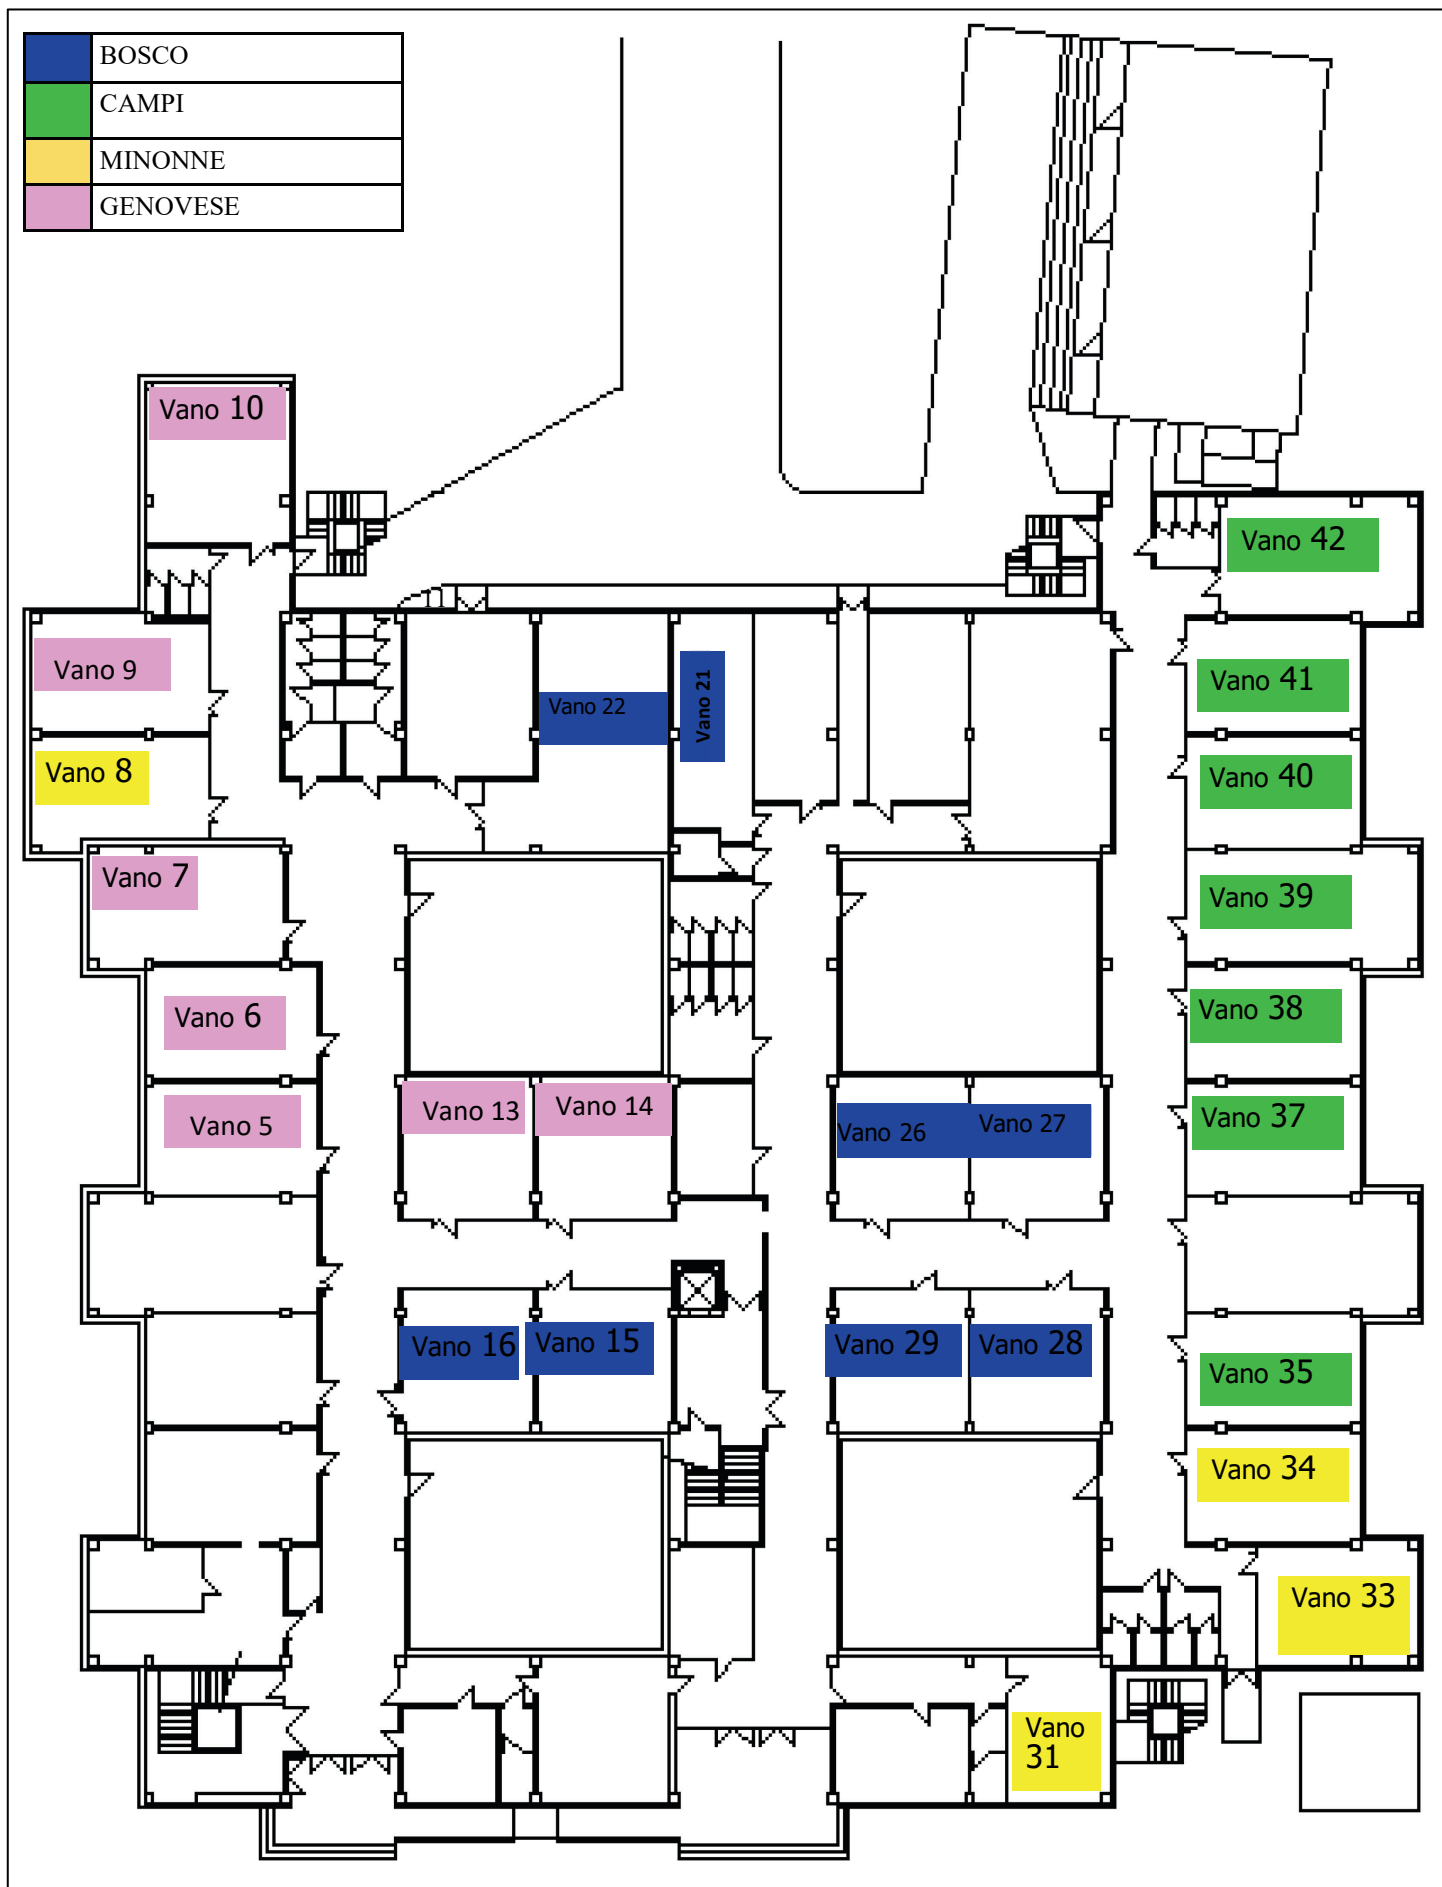 BOSCO
CAMPI
MINONNE
GENOVESE
Vano 10
Vano 42
11
Vano 9
Vano 22
Vano 21
Vano 41
Vano 8
Vano 40
Vano 7
Vano 39
Vano 6
Vano 38
Vano 5
Vano 13
Vano 14
Vano 26
Vano 27
Vano 37
Vano 16
Vano 15
Vano 29
Vano 28
Vano 35
Vano 34
Vano 33
Vano
31